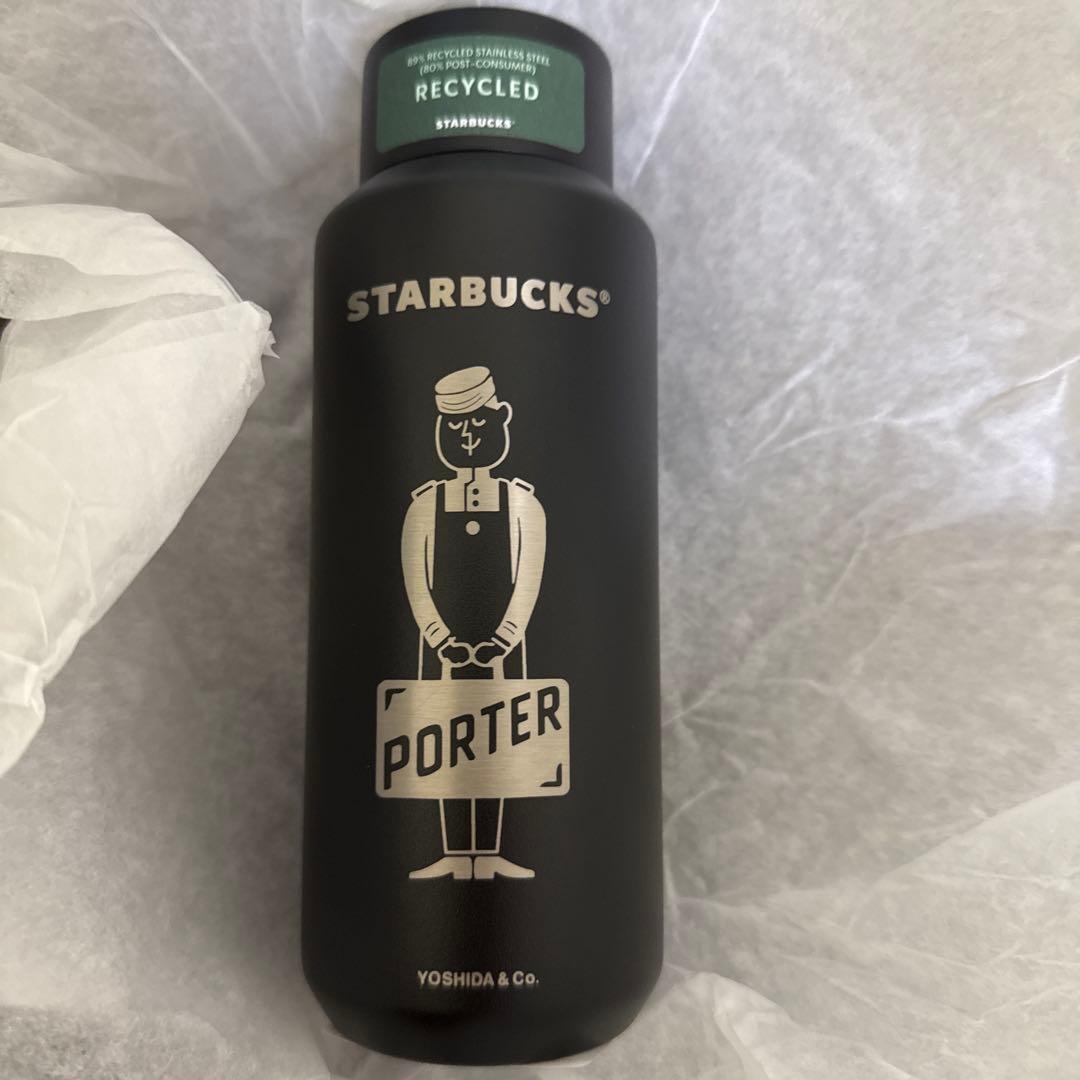 89% RECYCLED STAINLESS STEEL
(80% POST-CONSUMER)
RECYCLED
STARBUCKS®
STARBUCKS®
PORTER
YOSHIDA & Co.